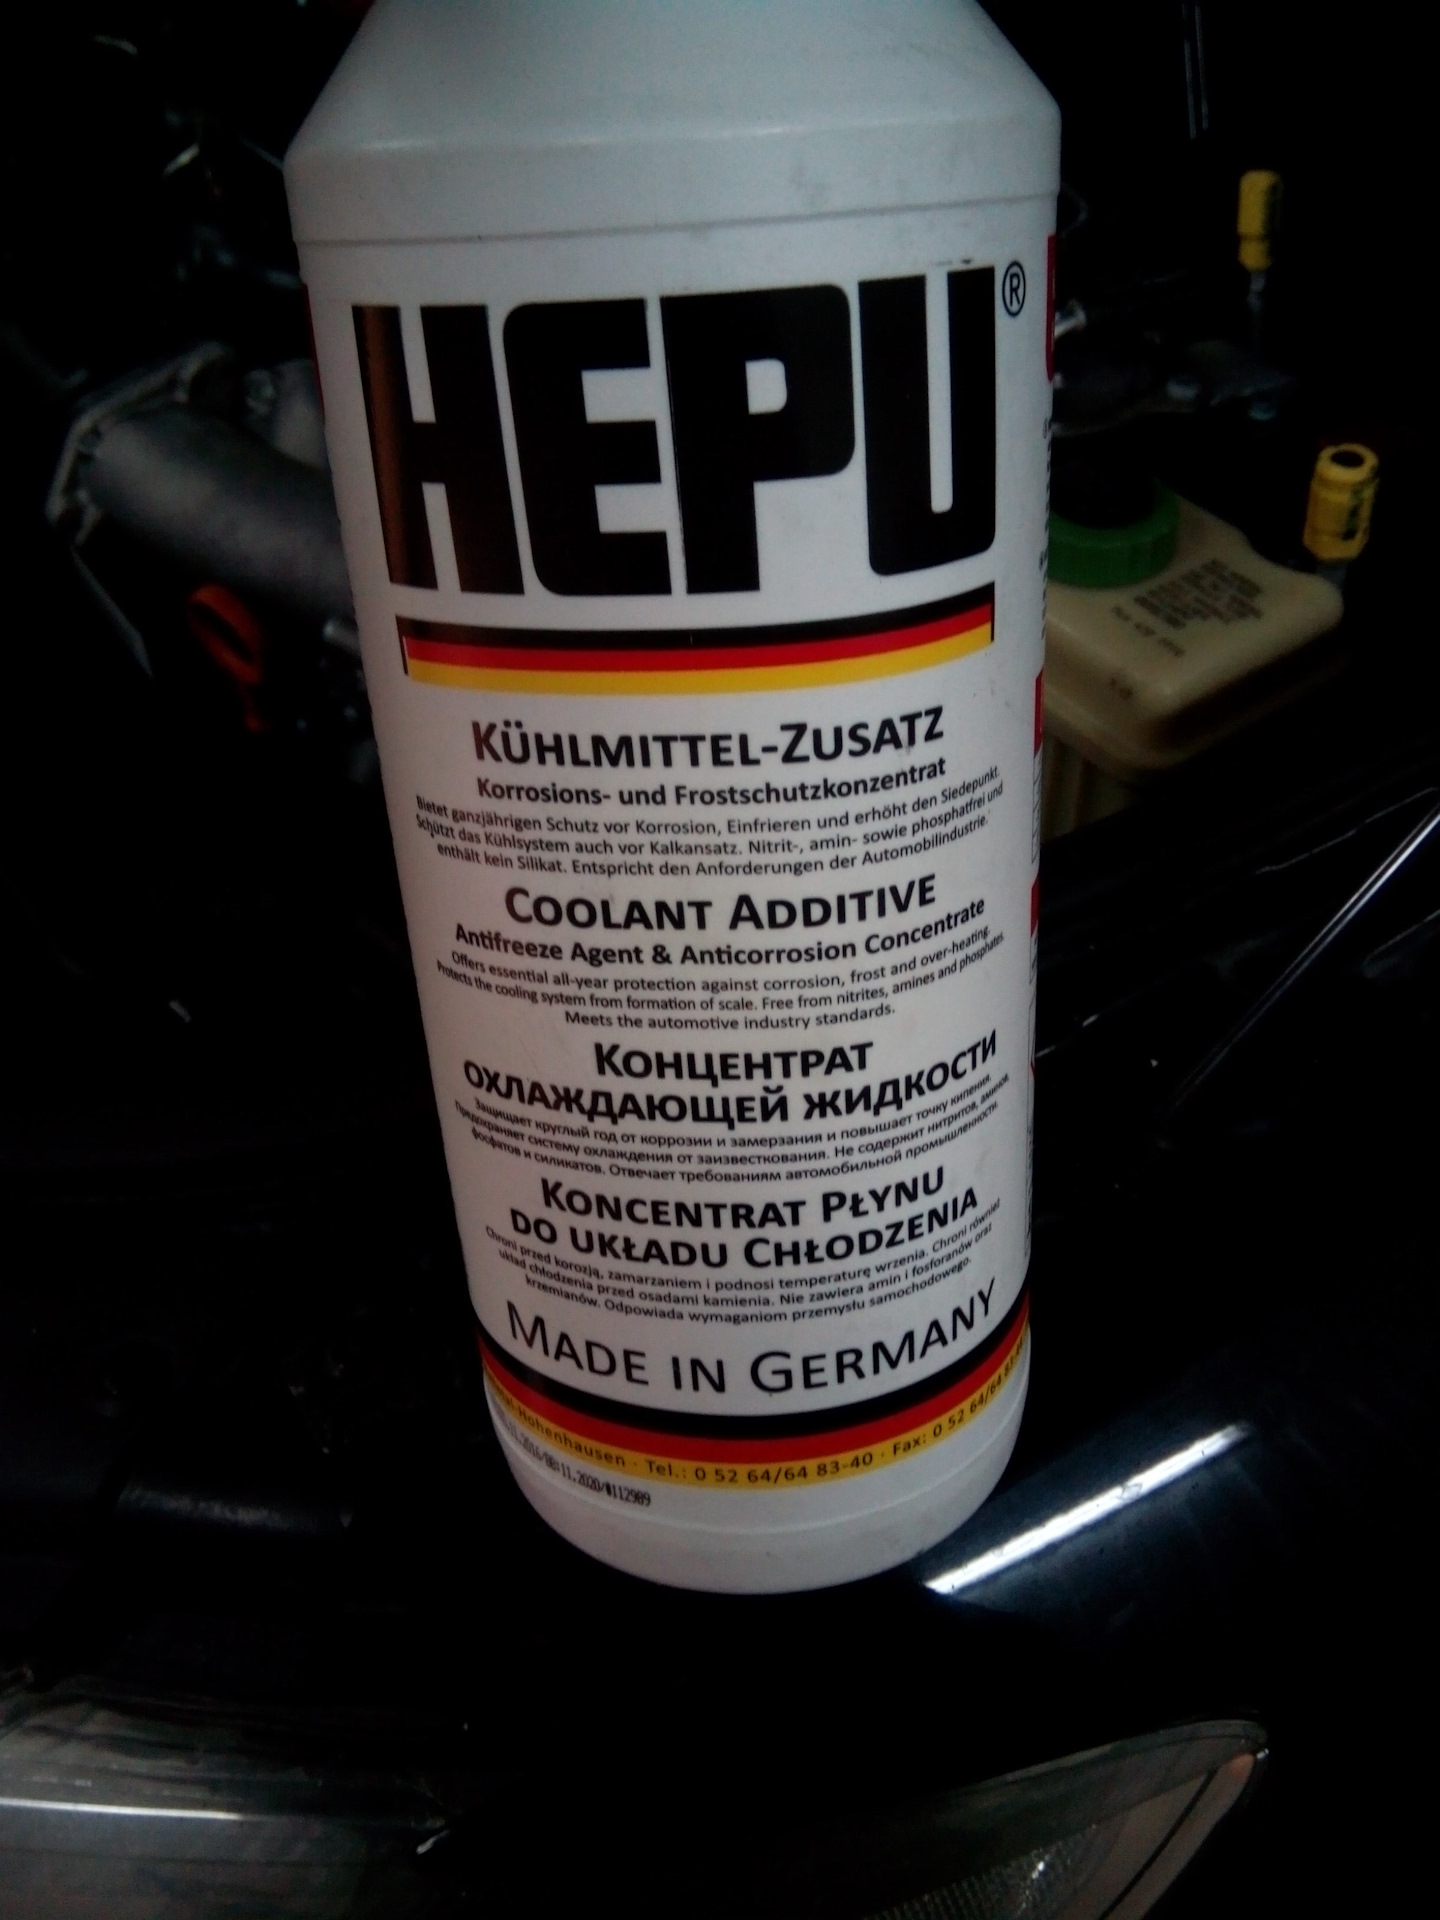 HEPU®
KÜHLMITTEL-ZUSATZ
Korrosions- und Frostschutzkonzentrat
Bietet ganzjährigen Schutz vor Korrosion, Einfrieren und erhöht den Siedepunkt.
Schützt das Kühlsystem auch vor Kalkansatz. Nitrit-, amin- sowie phosphatfrei und
enthält kein Silikat. Entspricht den Anforderungen der Automobilindustrie.
COOLANT ADDITIVE
Antifreeze Agent & Anticorrosion Concentrate
Offers essential all-year protection against corrosion, frost and over-heating.
Protects the cooling system from formation of scale. Free from nitrites, amines and phosphates.
Meets the automotive industry standards.
КОНЦЕНТРАТ
ОХЛАЖДАЮЩЕЙ ЖИДКОСТИ
Защищает круглый год от коррозии и замерзания и повышает точку кипения.
Предохраняет систему охлаждения от заизвесткования. Не содержит нитритов, аминов,
фосфатов и силикатов. Отвечает требованиям автомобильной промышленности.
KONCENTRAT PŁYNU
DO UKŁADU CHŁODZENIA
Chroni przed korozją, zamarzaniem i podnosi temperaturę wrzenia. Chroni również
układ chłodzenia przed osadami kamienia. Nie zawiera amin i fosforanów oraz
krzemianów. Odpowiada wymaganiom przemysłu samochodowego.
MADE IN GERMANY
Hohenhausen · Tel.: 0 52 64/64 83-40 · Fax: 0 52 64/64 83
11.2016/ 11.2020/ 112989